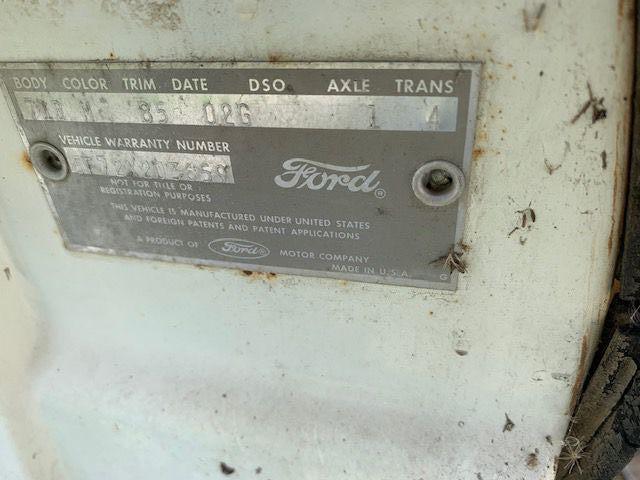 BODY COLOR TRIM DATE DSO AXLE TRANS
85 02G 1 4
VEHICLE WARRANTY NUMBER
Ford®
NOT FOR TITLE OR
REGISTRATION PURPOSES
THIS VEHICLE IS MANUFACTURED UNDER UNITED STATES
AND FOREIGN PATENTS AND PATENT APPLICATIONS
A PRODUCT OF Ford® MOTOR COMPANY
MADE IN U.S.A. G